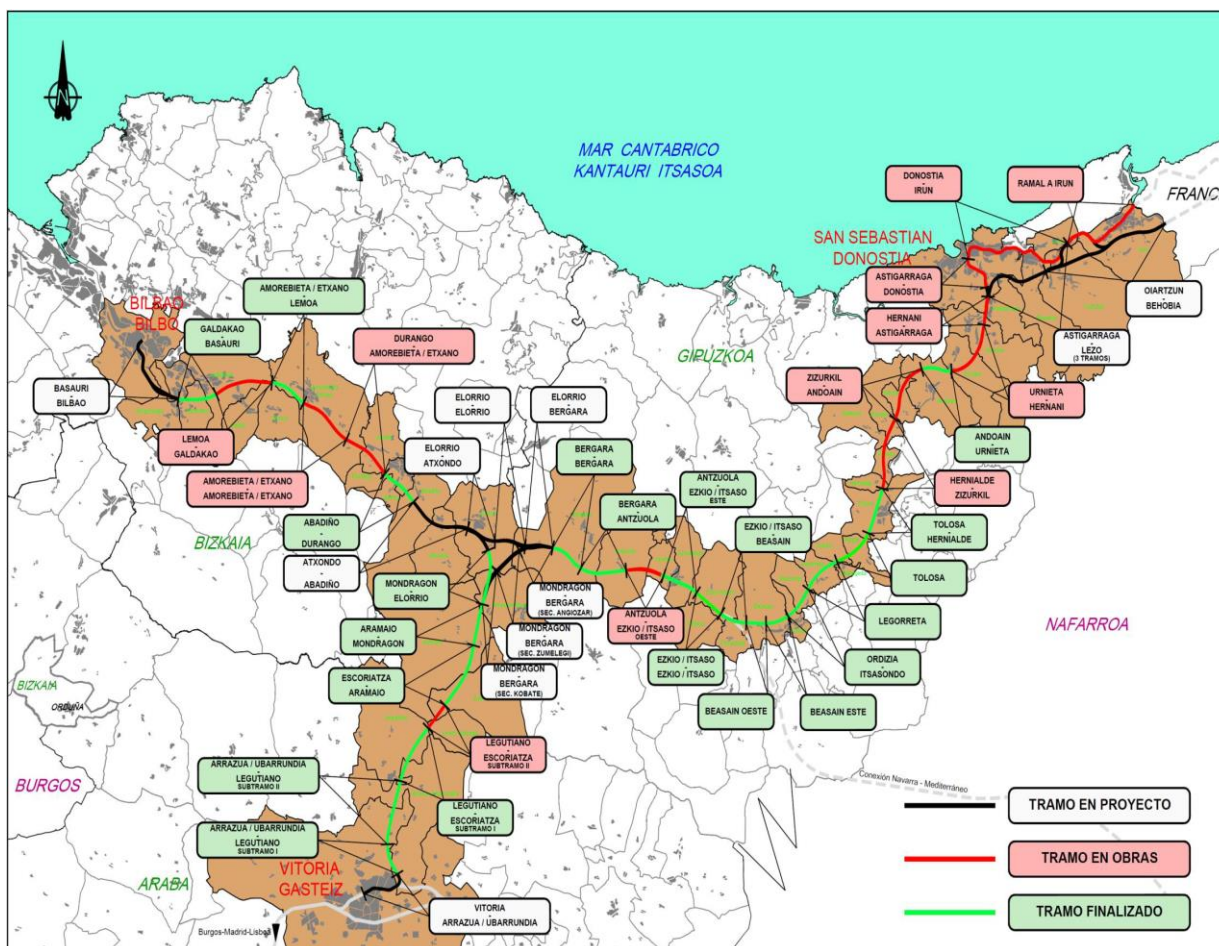 N
MAR CANTABRICO
KANTAURI ITSASOA
DONOSTIA
IRUN
RAMAL A IRUN
FRANC
SAN SEBASTIAN
DONOSTIA
ASTIGARRAGA
DONOSTIA
HERNANI
ASTIGARRAGA
OIARTZUN
BEHOBIA
ASTIGARRAGA
LEZO
(3 TRAMOS)
AMOREBIETA / ETXANO
LEMOA
BILBAO
BILBO
GALDAKAO
BASAURI
DURANGO
AMOREBIETA / ETXANO
GIPUZKOA
BASAURI
BILBAO
ELORRIO
ELORRIO
ELORRIO
BERGARA
ZIZURKIL
ANDOAIN
URNIETA
HERNANI
LEMOA
GALDAKAO
ELORRIO
ATXONDO
BERGARA
BERGARA
ANDOAIN
URNIETA
AMOREBIETA / ETXANO
AMOREBIETA / ETXANO
ANTZUOLA
EZKIO / ITSASO
ESTE
HERNIALDE
ZIZURKIL
BERGARA
ANTZUOLA
ABADIÑO
DURANGO
EZKIO / ITSASO
BEASAIN
TOLOSA
HERNIALDE
BIZKAIA
ATXONDO
ABADIÑO
TOLOSA
MONDRAGON
ELORRIO
MONDRAGON
BERGARA
(SEC. ANGIOZAR)
ANTZUOLA
EZKIO / ITSASO
OESTE
LEGORRETA
NAFARROA
ARAMAIO
MONDRAGON
MONDRAGON
BERGARA
(SEC. ZUMELEGI)
EZKIO / ITSASO
EZKIO / ITSASO
ORDIZIA
ITSASONDO
ESCORIATZA
ARAMAIO
MONDRAGON
BERGARA
(SEC. KOBATE)
BEASAIN OESTE
BEASAIN ESTE
BIZKAIA
ORDUÑA
LEGUTIANO
ESCORIATZA
SUBTRAMO II
ARRAZUA / UBARRUNDIA
LEGUTIANO
SUBTRAMO II
BURGOS
Conexión Navarra - Mediterráneo
LEGUTIANO
ESCORIATZA
SUBTRAMO I
TRAMO EN PROYECTO
ARRAZUA / UBARRUNDIA
LEGUTIANO
SUBTRAMO I
TRAMO EN OBRAS
VITORIA
GASTEIZ
ARABA
VITORIA
ARRAZUA / UBARRUNDIA
TRAMO FINALIZADO
Burgos-Madrid-Lisboa